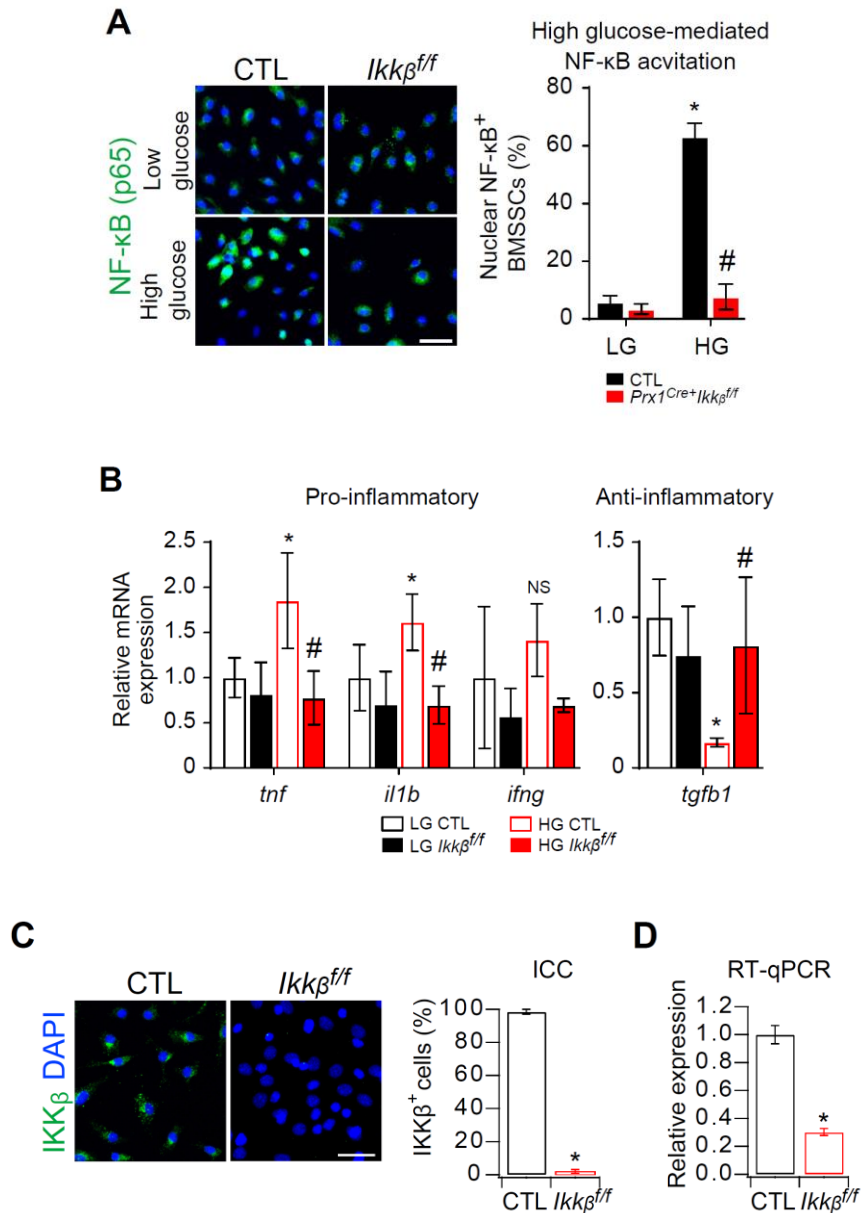 A
CTL
Ikkβf/f
NF-κB (p65)
Low
glucose
High
glucose
High glucose-mediated
NF-κB acvitation
Nuclear NF-κB+
BMSSCs (%)
80
60
40
20
0
*
#
LG
HG
CTL
Prx1Cre+Ikkβf/f
B
Pro-inflammatory
Anti-inflammatory
Relative mRNA
expression
2.5
2.0
1.5
1.0
0.5
0.0
*
#
*
#
NS
tnf
il1b
ifng
1.5
1.0
0.5
0.0
*
#
tgfb1
LG CTL
HG CTL
LG Ikkβf/f
HG Ikkβf/f
C
CTL
Ikkβf/f
IKKβ DAPI
ICC
IKKβ+ cells (%)
100
80
60
40
20
0
*
CTL Ikkβf/f
D
RT-qPCR
Relative expression
1.2
1.0
0.8
0.6
0.4
0.2
0.0
*
CTL Ikkβf/f